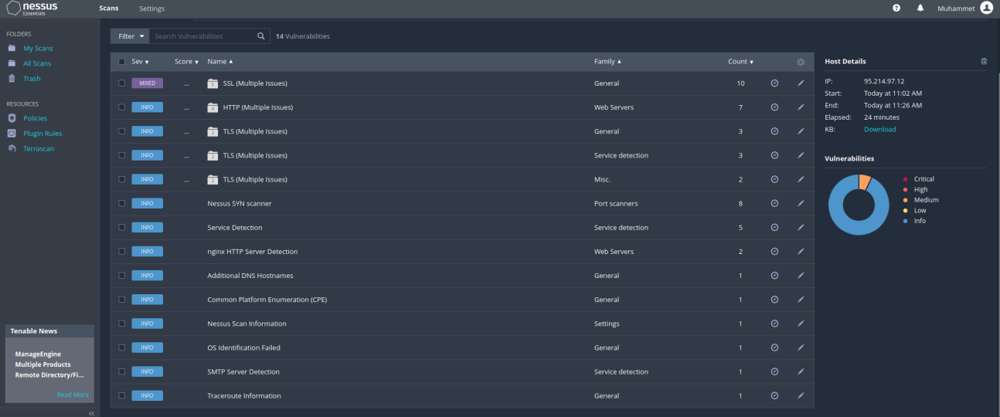 nessus
Essentials
Scans
Settings
Muhammet
FOLDERS
My Scans
All Scans
Trash
RESOURCES
Policies
Plugin Rules
Terrascan
Tenable News
ManageEngine
Multiple Products
Remote Directory/Fi...
Read More
Filter
Search Vulnerabilities
14 Vulnerabilities
Sev Score Name Family Count
MIXED ... 5 SSL (Multiple Issues) General 10
INFO ... 4 HTTP (Multiple Issues) Web Servers 7
INFO ... 2 TLS (Multiple Issues) General 3
INFO ... 2 TLS (Multiple Issues) Service detection 3
INFO ... 2 TLS (Multiple Issues) Misc. 2
INFO Nessus SYN scanner Port scanners 8
INFO Service Detection Service detection 5
INFO nginx HTTP Server Detection Web Servers 2
INFO Additional DNS Hostnames General 1
INFO Common Platform Enumeration (CPE) General 1
INFO Nessus Scan Information Settings 1
INFO OS Identification Failed General 1
INFO SMTP Server Detection Service detection 1
INFO Traceroute Information General 1
Host Details
IP: 95.214.97.12
Start: Today at 11:02 AM
End: Today at 11:26 AM
Elapsed: 24 minutes
KB: Download
Vulnerabilities
Critical
High
Medium
Low
Info